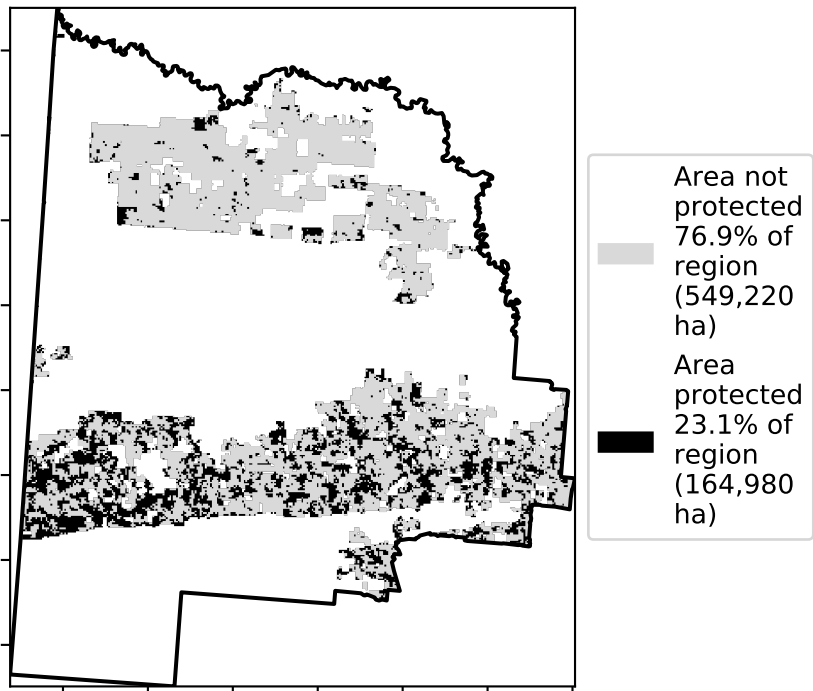 Area not
protected
76.9% of
region
(549,220
ha)
Area
protected
23.1% of
region
(164,980
ha)